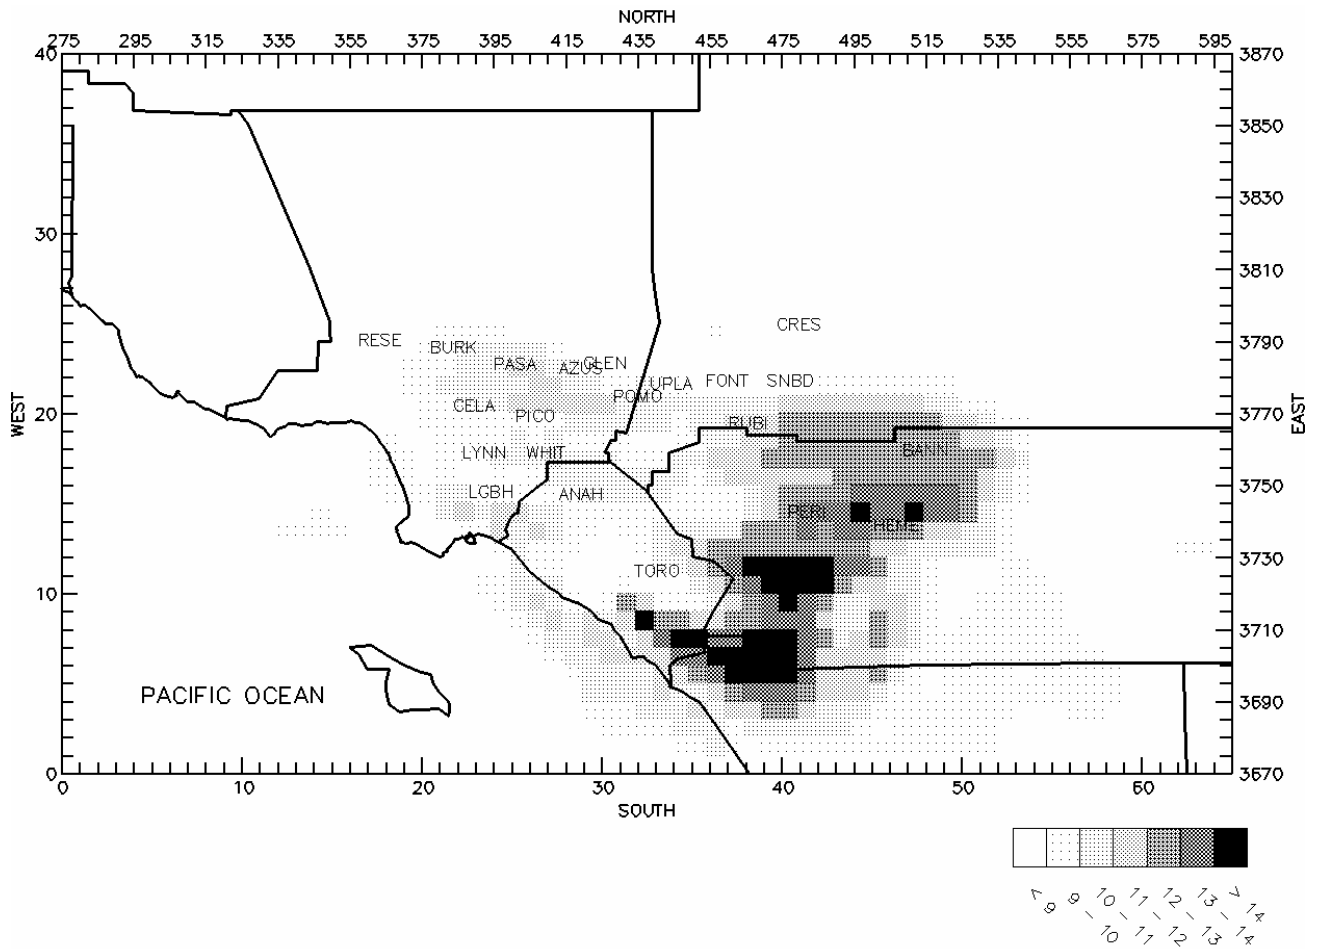 NORTH
275 295 315 335 355 375 395 415 435 455 475 495 515 535 555 575 595
40 3870
3850
3830
30 3810
CRES
RESE BURK 3790
PASA AZUS GLEN
UPLA FONT SNBD
POMO
CELA PICO
20 RUBI 3770
WEST EAST
LYNN WHIT BANN
LGBH ANAH 3750
PERI
HEME
TORO 3730
10
3710
PACIFIC OCEAN 3690
0 3670
0 10 20 30 40 50 60
SOUTH
< 9
9 - 10
10 - 11
11 - 12
12 - 13
13 - 14
> 14